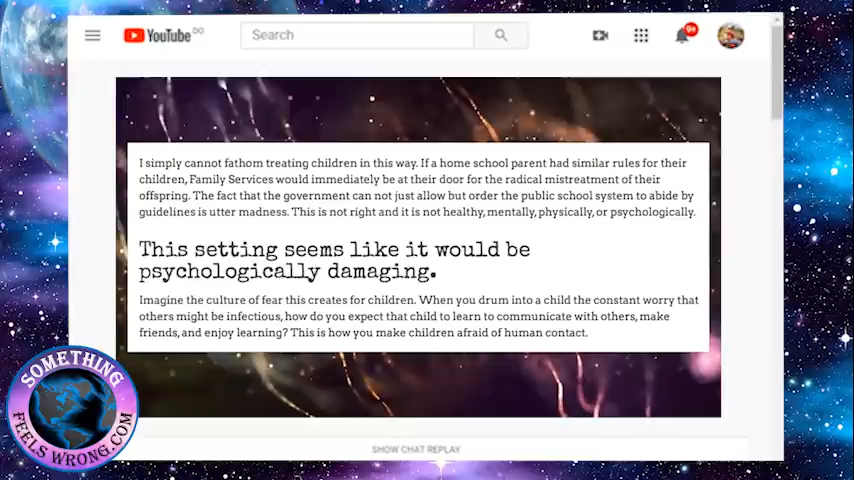 YouTube DO
Search
9+
I simply cannot fathom treating children in this way. If a home school parent had similar rules for their
children, Family Services would immediately be at their door for the radical mistreatment of their
offspring. The fact that the government can not just allow but order the public school system to abide by
guidelines is utter madness. This is not right and it is not healthy, mentally, physically, or psychologically.
This setting seems like it would be
psychologically damaging.
Imagine the culture of fear this creates for children. When you drum into a child the constant worry that
others might be infectious, how do you expect that child to learn to communicate with others, make
friends, and enjoy learning? This is how you make children afraid of human contact.
SOMETHING
FEELS WRONG.COM
SHOW CHAT REPLAY